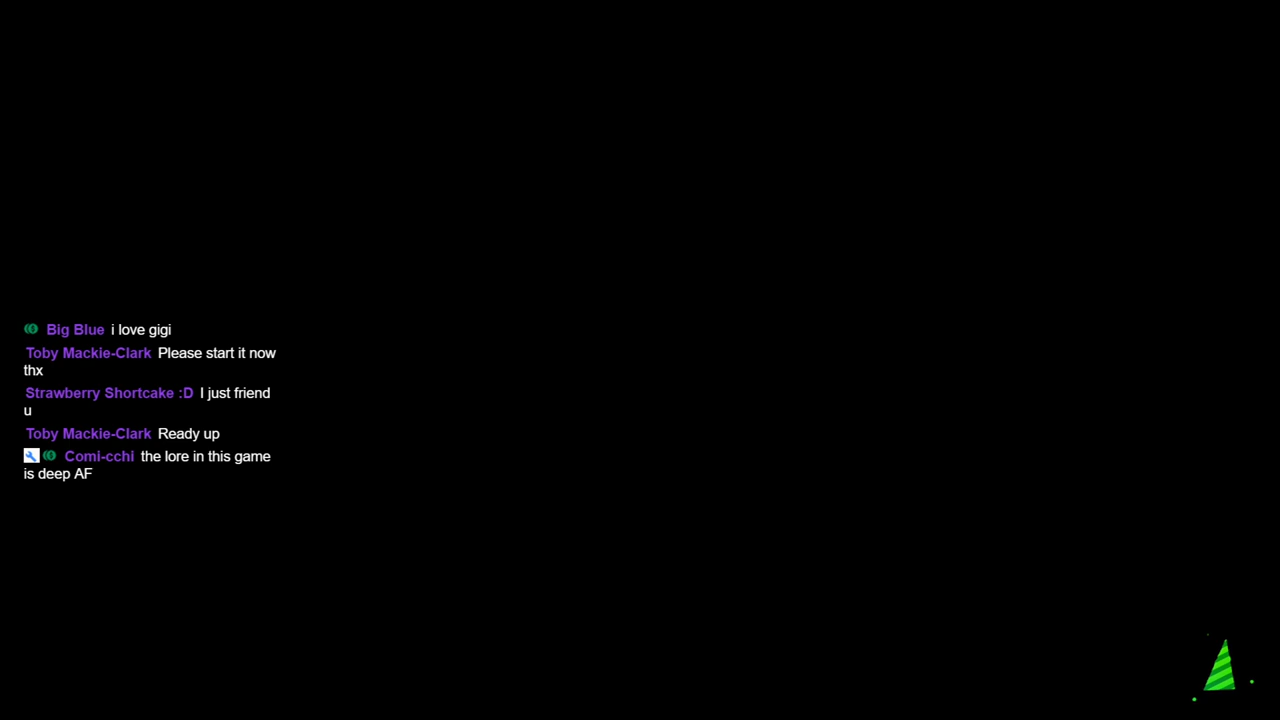 Big Blue i love gigi
Toby Mackie-Clark Please start it now
thx
Strawberry Shortcake :D I just friend
u
Toby Mackie-Clark Ready up
Comi-cchi the lore in this game
is deep AF